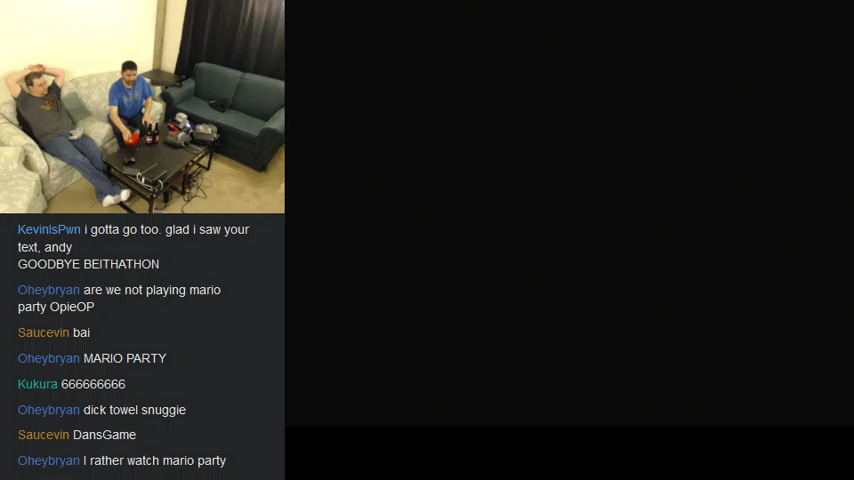 KevinIsPwn i gotta go too. glad i saw your
text, andy
GOODBYE BEITHATHON
Oheybryan are we not playing mario
party OpieOP
Saucevin bai
Oheybryan MARIO PARTY
Kukura 666666666
Oheybryan dick towel snuggie
Saucevin DansGame
Oheybryan I rather watch mario party